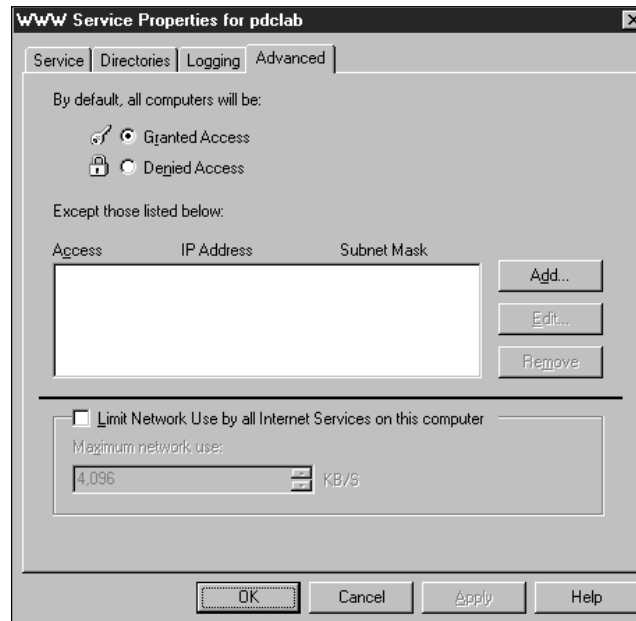 WWW Service Properties for pdclab
Service Directories Logging Advanced
By default, all computers will be:
Granted Access
Denied Access
Except those listed below:
Access IP Address Subnet Mask
Add...
Edit...
Remove
Limit Network Use by all Internet Services on this computer
Maximum network use:
4,096 KB/S
OK Cancel Apply Help